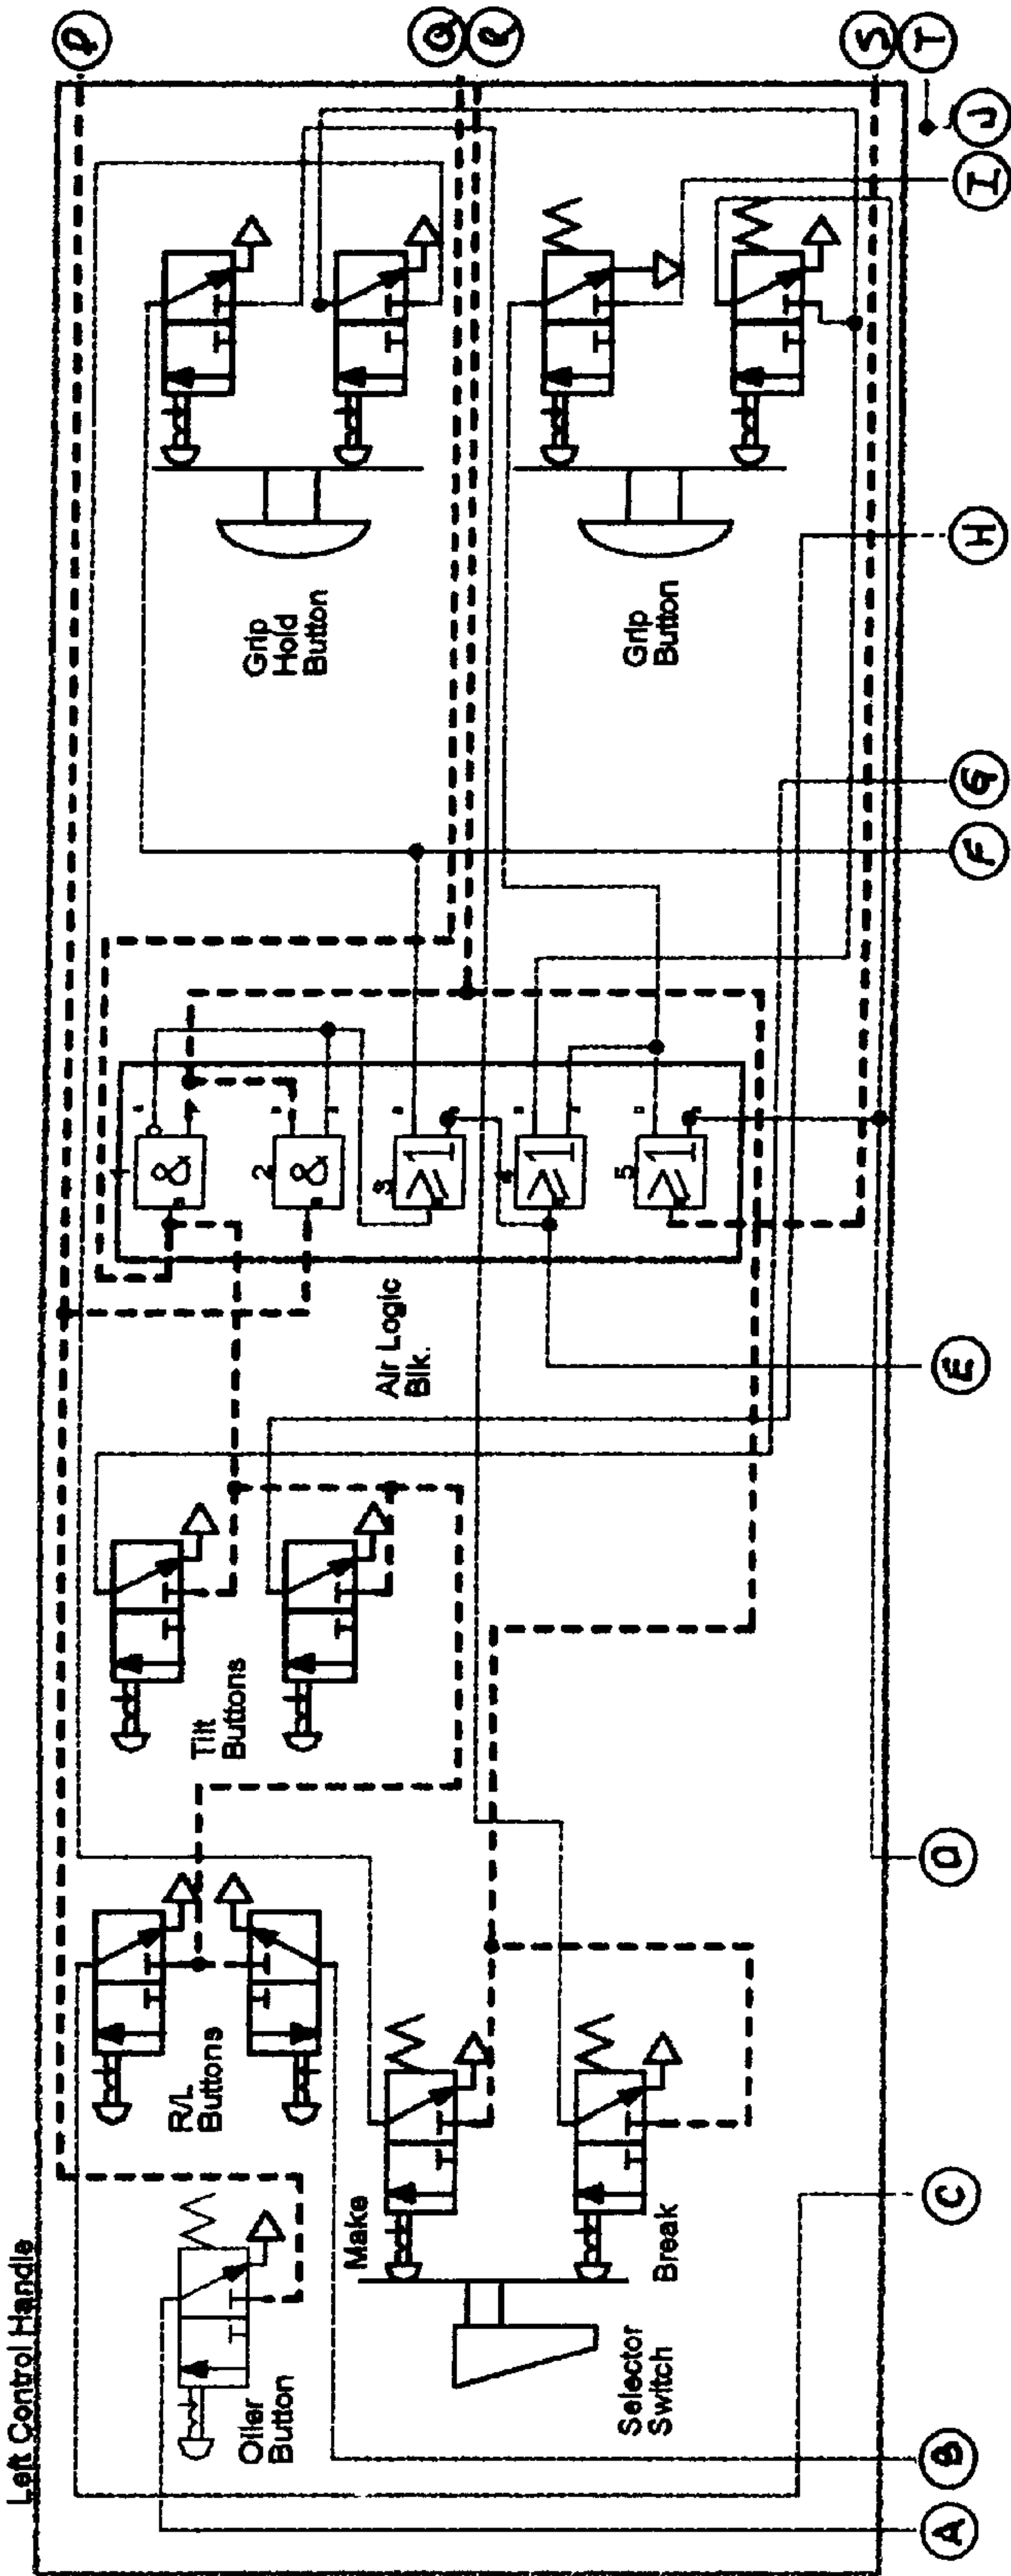 Left Control Handle
Oiler
Button
R/L
Buttons
Tilt
Buttons
Make
Break
Selector
Switch
Air Logic
Blk.
1
&
2
&
3
≥1
4
≥1
5
≥1
Grip
Hold
Button
Grip
Button
P
Q
R
S
T
A
B
C
D
E
F
G
H
I
J